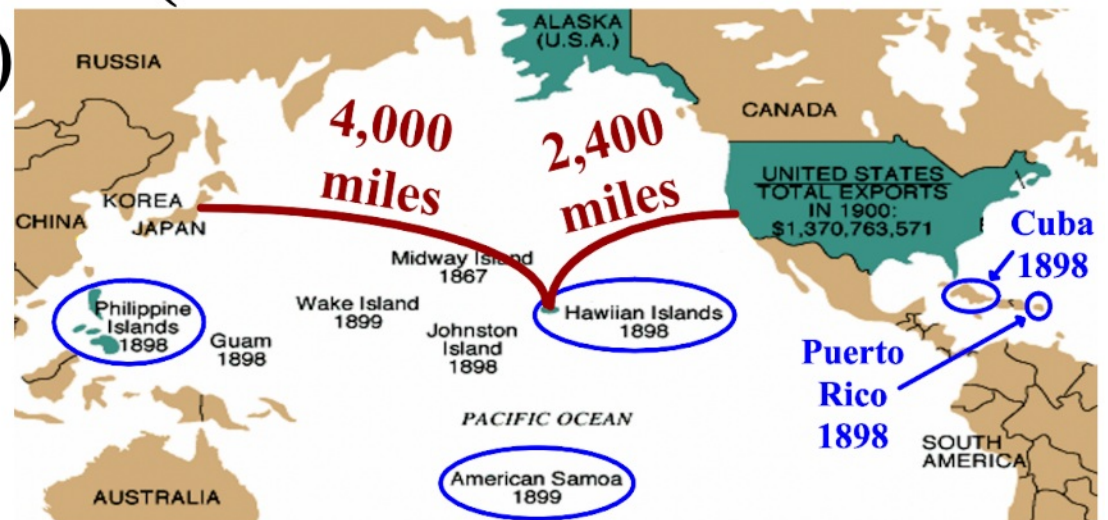 )
ALASKA
(U.S.A.)
RUSSIA
CANADA
4,000
miles
2,400
miles
UNITED STATES
TOTAL EXPORTS
IN 1900:
$1,370,763,571
KOREA
CHINA
JAPAN
Cuba
1898
Midway Island
1867
Philippine
Islands
1898
Wake Island
1899
Guam
1898
Johnston
Island
1898
Hawiian Islands
1898
Puerto
Rico
1898
PACIFIC OCEAN
SOUTH
AMERICA
American Samoa
1899
AUSTRALIA